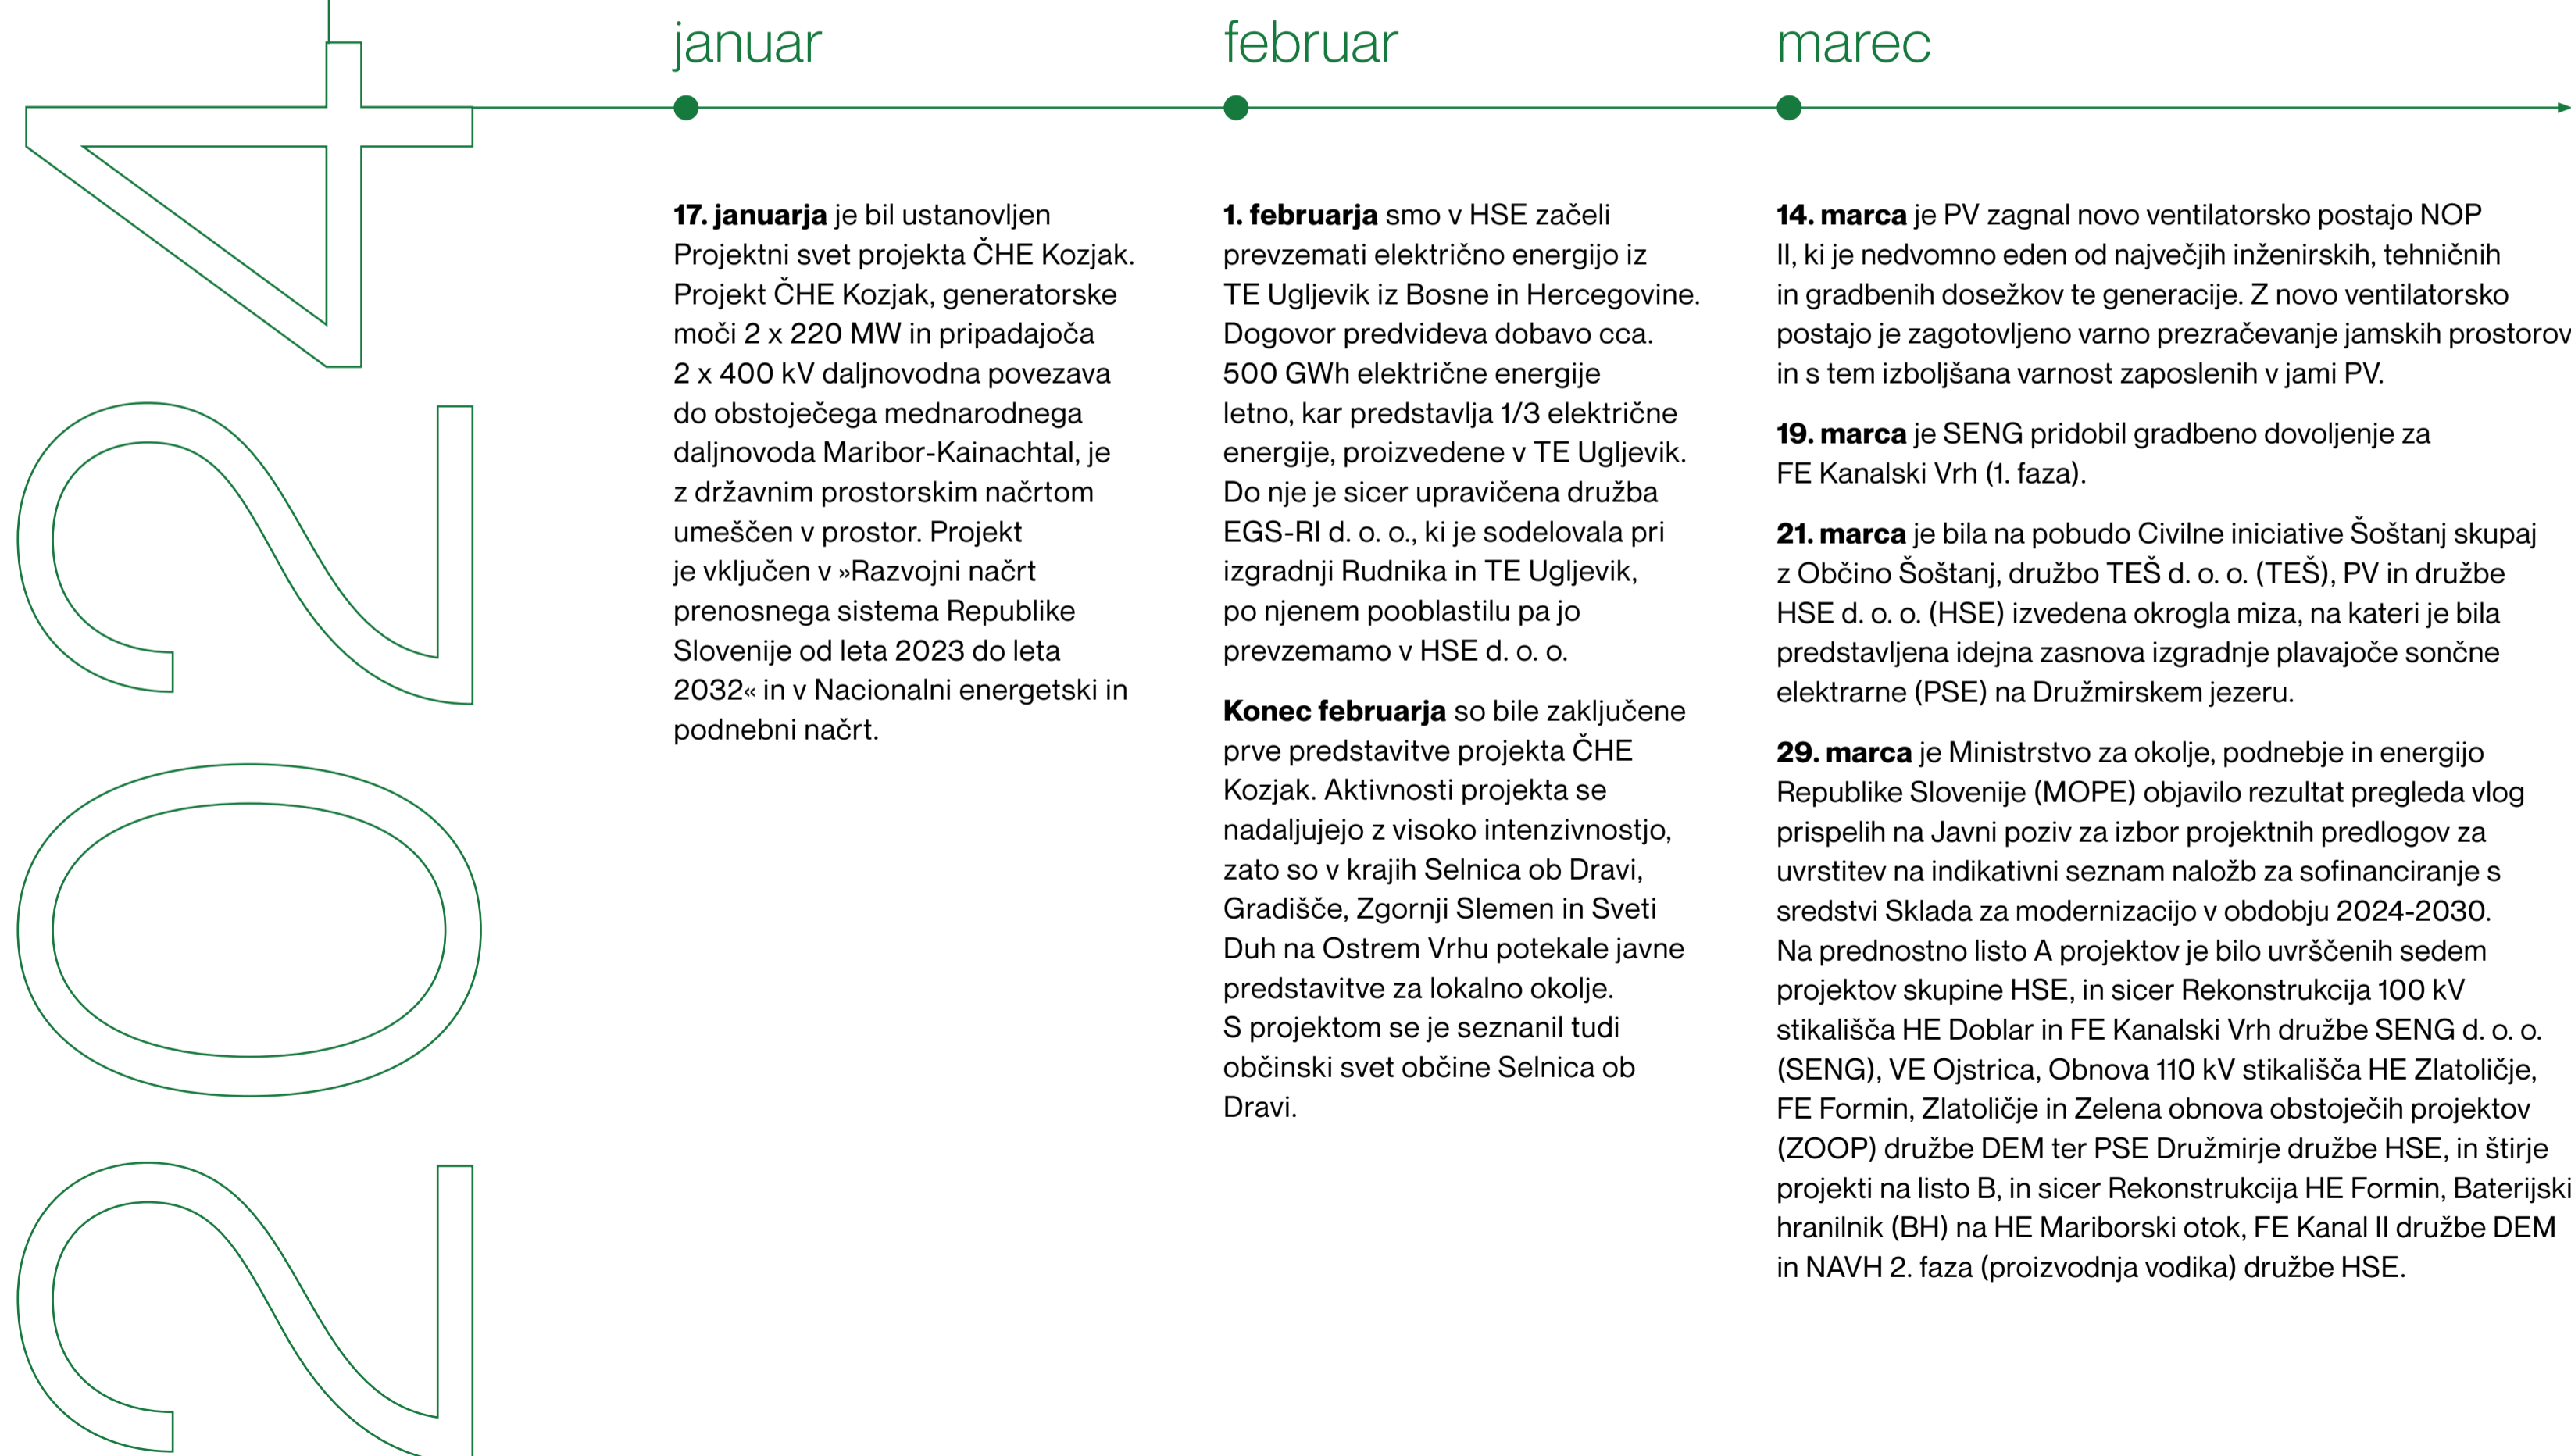 2024
januar
17. januarja je bil ustanovljen
Projektni svet projekta ČHE Kozjak.
Projekt ČHE Kozjak, generatorske
moči 2 x 220 MW in pripadajoča
2 x 400 kV daljnovodna povezava
do obstoječega mednarodnega
daljnovoda Maribor-Kainachtal, je
z državnim prostorskim načrtom
umeščen v prostor. Projekt
je vključen v »Razvojni načrt
prenosnega sistema Republike
Slovenije od leta 2023 do leta
2032« in v Nacionalni energetski in
podnebni načrt.
februar
1. februarja smo v HSE začeli
prevzemati električno energijo iz
TE Ugljevik iz Bosne in Hercegovine.
Dogovor predvideva dobavo cca.
500 GWh električne energije
letno, kar predstavlja 1/3 električne
energije, proizvedene v TE Ugljevik.
Do nje je sicer upravičena družba
EGS-RI d. o. o., ki je sodelovala pri
izgradnji Rudnika in TE Ugljevik,
po njenem pooblastilu pa jo
prevzemamo v HSE d. o. o.
Konec februarja so bile zaključene
prve predstavitve projekta ČHE
Kozjak. Aktivnosti projekta se
nadaljujejo z visoko intenzivnostjo,
zato so v krajih Selnica ob Dravi,
Gradišče, Zgornji Slemen in Sveti
Duh na Ostrem Vrhu potekale javne
predstavitve za lokalno okolje.
S projektom se je seznanil tudi
občinski svet občine Selnica ob
Dravi.
marec
14. marca je PV zagnal novo ventilatorsko postajo NOP
II, ki je nedvomno eden od največjih inženirskih, tehničnih
in gradbenih dosežkov te generacije. Z novo ventilatorsko
postajo je zagotovljeno varno prezračevanje jamskih prostorov
in s tem izboljšana varnost zaposlenih v jami PV.
19. marca je SENG pridobil gradbeno dovoljenje za
FE Kanalski Vrh (1. faza).
21. marca je bila na pobudo Civilne iniciative Šoštanj skupaj
z Občino Šoštanj, družbo TEŠ d. o. o. (TEŠ), PV in družbe
HSE d. o. o. (HSE) izvedena okrogla miza, na kateri je bila
predstavljena idejna zasnova izgradnje plavajoče sončne
elektrarne (PSE) na Družmirskem jezeru.
29. marca je Ministrstvo za okolje, podnebje in energijo
Republike Slovenije (MOPE) objavilo rezultat pregleda vlog
prispelih na Javni poziv za izbor projektnih predlogov za
uvrstitev na indikativni seznam naložb za sofinanciranje s
sredstvi Sklada za modernizacijo v obdobju 2024-2030.
Na prednostno listo A projektov je bilo uvrščenih sedem
projektov skupine HSE, in sicer Rekonstrukcija 100 kV
stikališča HE Doblar in FE Kanalski Vrh družbe SENG d. o. o.
(SENG), VE Ojstrica, Obnova 110 kV stikališča HE Zlatoličje,
FE Formin, Zlatoličje in Zelena obnova obstoječih projektov
(ZOOP) družbe DEM ter PSE Družmirje družbe HSE, in štirje
projekti na listo B, in sicer Rekonstrukcija HE Formin, Baterijski
hranilnik (BH) na HE Mariborski otok, FE Kanal II družbe DEM
in NAVH 2. faza (proizvodnja vodika) družbe HSE.